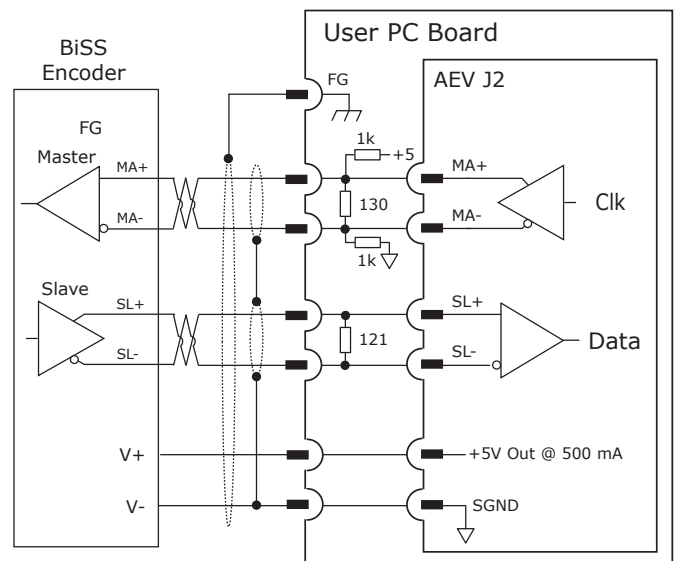 User PC Board
BiSS
Encoder
FG
AEV J2
FG
Master
MA+
MA-
1k
+5
130
1k
MA+
MA-
Clk
Slave
SL+
SL-
121
SL+
SL-
Data
V+
+5V Out @ 500 mA
V-
SGND